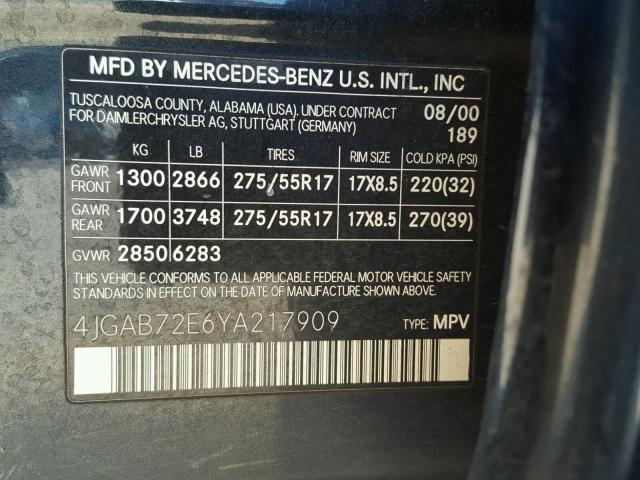 MFD BY MERCEDES-BENZ U.S. INTL., INC
TUSCALOOSA COUNTY, ALABAMA (USA). UNDER CONTRACT 08/00
FOR DAIMLERCHRYSLER AG, STUTTGART (GERMANY) 189
KG LB TIRES RIM SIZE COLD KPA (PSI)
GAWR FRONT 1300 2866 275/55R17 17X8.5 220(32)
GAWR REAR 1700 3748 275/55R17 17X8.5 270(39)
GVWR 2850 6283
THIS VEHICLE CONFORMS TO ALL APPLICABLE FEDERAL MOTOR VEHICLE SAFETY
STANDARDS IN EFFECT ON THE DATE OF MANUFACTURE SHOWN ABOVE.
4JGAB72E6YA217909 TYPE: MPV